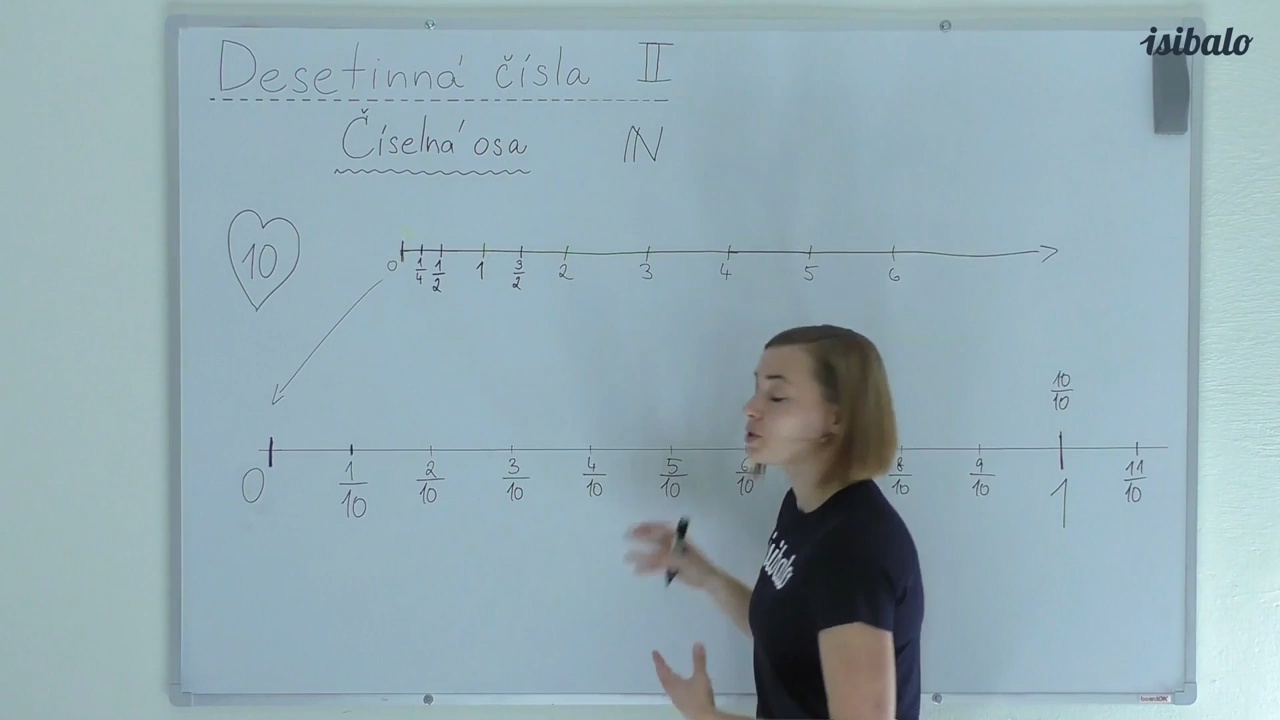 isibalo
Desetinná čísla II
Číselná osa N
10
0 1/4 1/2 1 3/2 2 3 4 5 6
10/10
0 1/10 2/10 3/10 4/10 5/10 6/10 8/10 9/10 1 11/10
isibalo